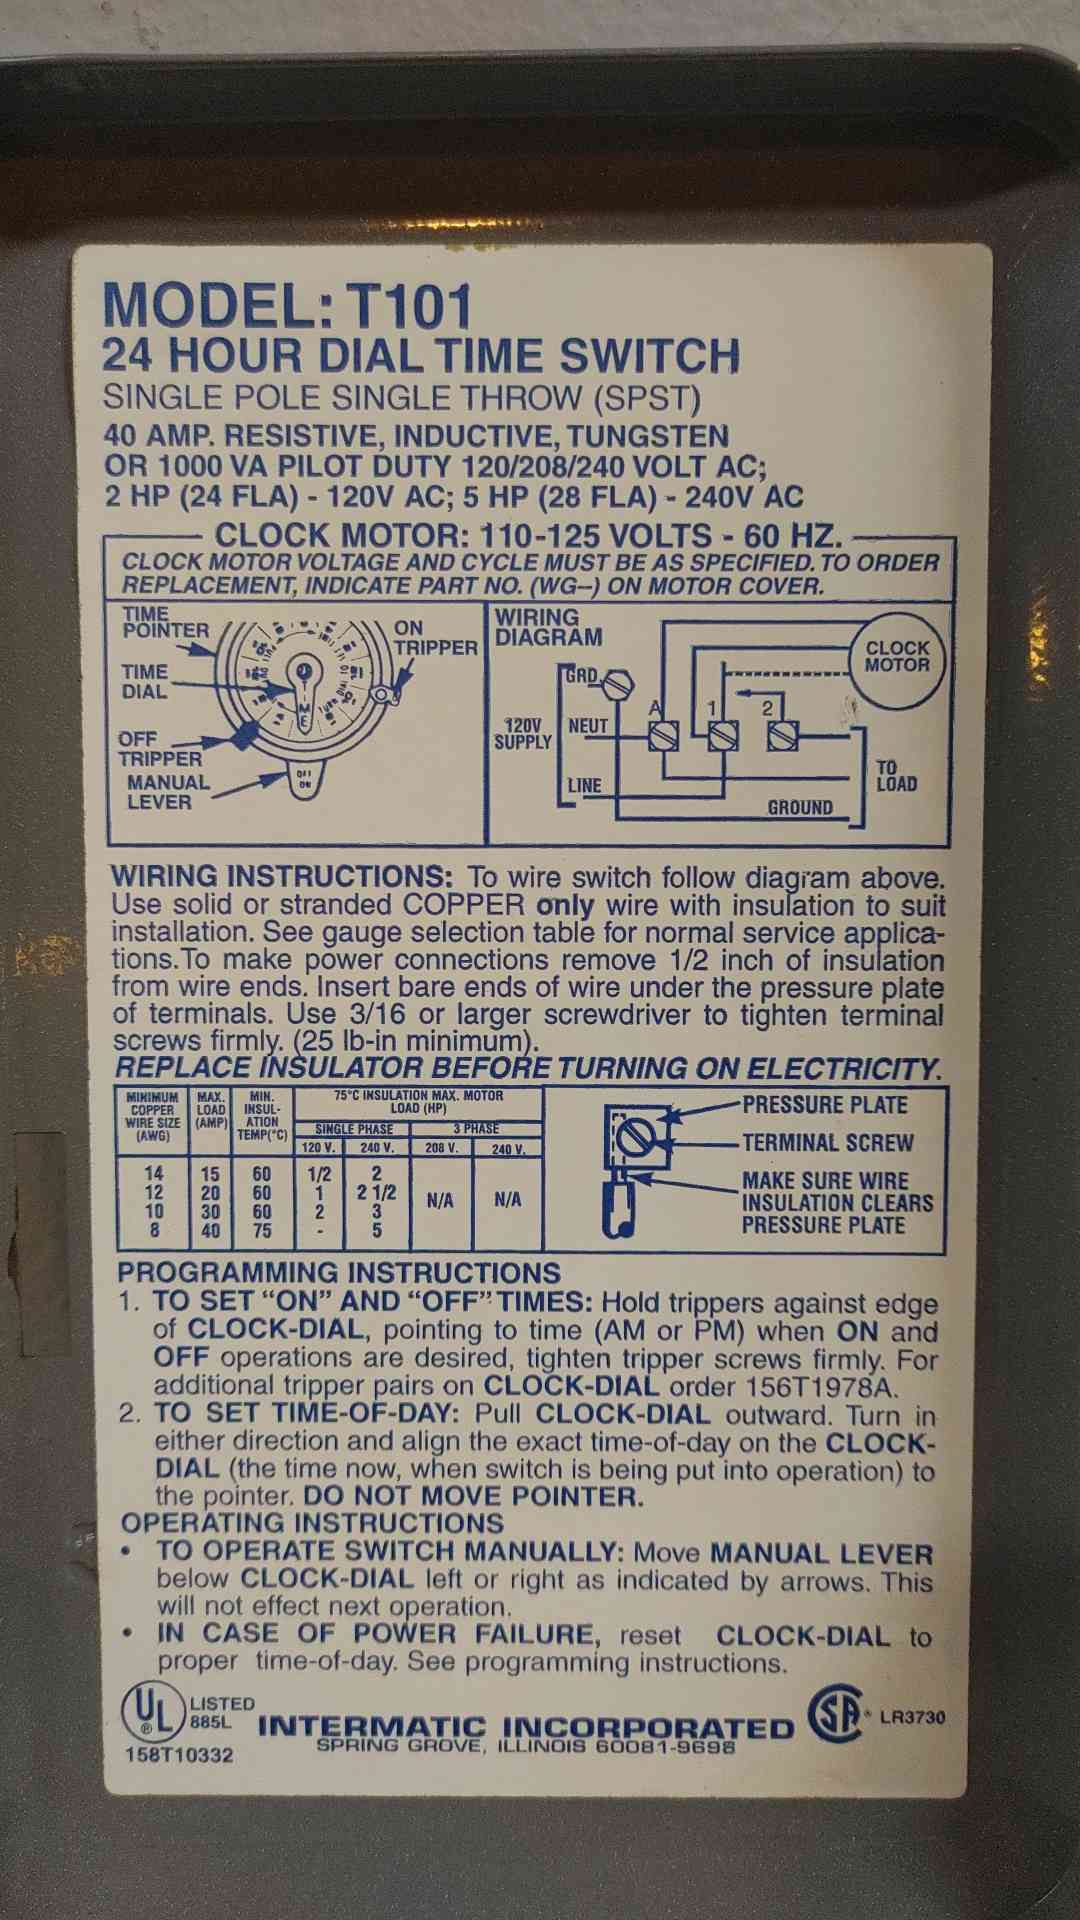 MODEL: T101
24 HOUR DIAL TIME SWITCH
SINGLE POLE SINGLE THROW (SPST)
40 AMP. RESISTIVE, INDUCTIVE, TUNGSTEN
OR 1000 VA PILOT DUTY 120/208/240 VOLT AC;
2 HP (24 FLA) - 120V AC; 5 HP (28 FLA) - 240V AC
CLOCK MOTOR: 110-125 VOLTS - 60 HZ.
CLOCK MOTOR VOLTAGE AND CYCLE MUST BE AS SPECIFIED. TO ORDER
REPLACEMENT, INDICATE PART NO. (WG--) ON MOTOR COVER.
TIME
POINTER
TIME
DIAL
OFF
TRIPPER
MANUAL
LEVER
ON
TRIPPER
TIME
OFF
ON
WIRING
DIAGRAM
GRD
120V
SUPPLY
NEUT
LINE
A
1
2
CLOCK
MOTOR
TO
LOAD
GROUND
WIRING INSTRUCTIONS: To wire switch follow diagram above.
Use solid or stranded COPPER only wire with insulation to suit
installation. See gauge selection table for normal service applica-
tions.To make power connections remove 1/2 inch of insulation
from wire ends. Insert bare ends of wire under the pressure plate
of terminals. Use 3/16 or larger screwdriver to tighten terminal
screws firmly. (25 lb-in minimum).
REPLACE INSULATOR BEFORE TURNING ON ELECTRICITY.
MINIMUM
COPPER
WIRE SIZE
(AWG)
MAX.
LOAD
(AMP)
MIN.
INSUL-
ATION
TEMP(°C)
75°C INSULATION MAX. MOTOR
LOAD (HP)
SINGLE PHASE 3 PHASE
120 V. 240 V. 208 V. 240 V.
14 15 60 1/2 2
12 20 60 1 2 1/2
10 30 60 2 3
8 40 75 - 5
N/A N/A
PRESSURE PLATE
TERMINAL SCREW
MAKE SURE WIRE
INSULATION CLEARS
PRESSURE PLATE
PROGRAMMING INSTRUCTIONS
1. TO SET "ON" AND "OFF" TIMES: Hold trippers against edge
of CLOCK-DIAL, pointing to time (AM or PM) when ON and
OFF operations are desired, tighten tripper screws firmly. For
additional tripper pairs on CLOCK-DIAL order 156T1978A.
2. TO SET TIME-OF-DAY: Pull CLOCK-DIAL outward. Turn in
either direction and align the exact time-of-day on the CLOCK-
DIAL (the time now, when switch is being put into operation) to
the pointer. DO NOT MOVE POINTER.
OPERATING INSTRUCTIONS
• TO OPERATE SWITCH MANUALLY: Move MANUAL LEVER
below CLOCK-DIAL left or right as indicated by arrows. This
will not effect next operation.
• IN CASE OF POWER FAILURE, reset CLOCK-DIAL to
proper time-of-day. See programming instructions.
UL ® LISTED
885L
158T10332
INTERMATIC INCORPORATED
SPRING GROVE, ILLINOIS 60081-9698
SA ® LR3730